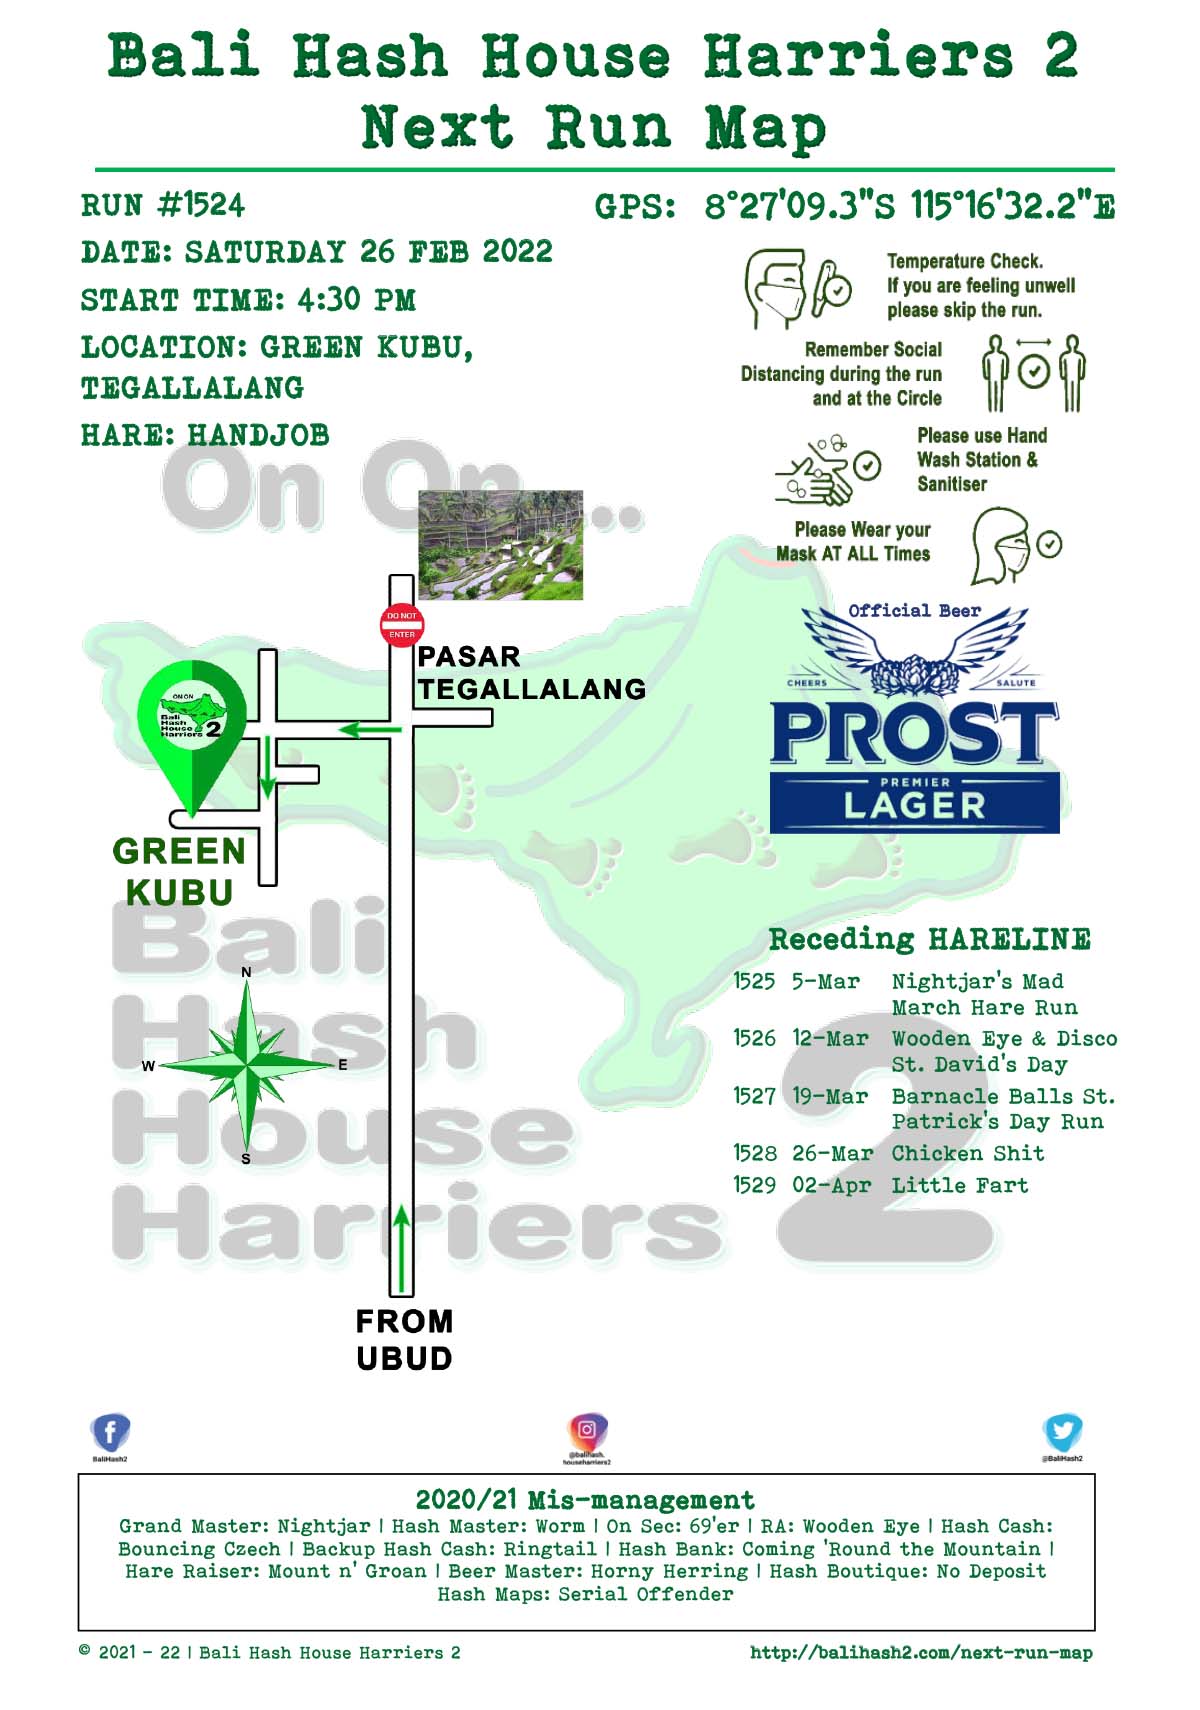 Bali Hash House Harriers 2
Next Run Map
RUN #1524
GPS: 8°27'09.3"S 115°16'32.2"E
DATE: SATURDAY 26 FEB 2022
START TIME: 4:30 PM
LOCATION: GREEN KUBU,
TEGALLALANG
HARE: HANDJOB
Temperature Check.
If you are feeling unwell
please skip the run.
Remember Social
Distancing during the run
and at the Circle
Please use Hand
Wash Station &
Sanitiser
Please Wear your
Mask AT ALL Times
On On...
DO NOT
ENTER
PASAR
TEGALLALANG
ON ON
Bali
Hash
House
Harriers 2
GREEN
KUBU
Official Beer
CHEERS
SALUTE
PROST
PREMIER
LAGER
Bali
Hash
House
Harriers 2
N
W
E
S
FROM
UBUD
Receding HARELINE
1525 5-Mar Nightjar's Mad
March Hare Run
1526 12-Mar Wooden Eye & Disco
St. David's Day
1527 19-Mar Barnacle Balls St.
Patrick's Day Run
1528 26-Mar Chicken Shit
1529 02-Apr Little Fart
BaliHash2
@balihash.
househarriers2
@BaliHash2
2020/21 Mis-management
Grand Master: Nightjar | Hash Master: Worm | On Sec: 69'er | RA: Wooden Eye | Hash Cash:
Bouncing Czech | Backup Hash Cash: Ringtail | Hash Bank: Coming 'Round the Mountain |
Hare Raiser: Mount n' Groan | Beer Master: Horny Herring | Hash Boutique: No Deposit
Hash Maps: Serial Offender
© 2021 - 22 | Bali Hash House Harriers 2
http://balihash2.com/next-run-map